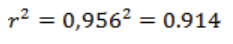 r² = 0,956² = 0.914